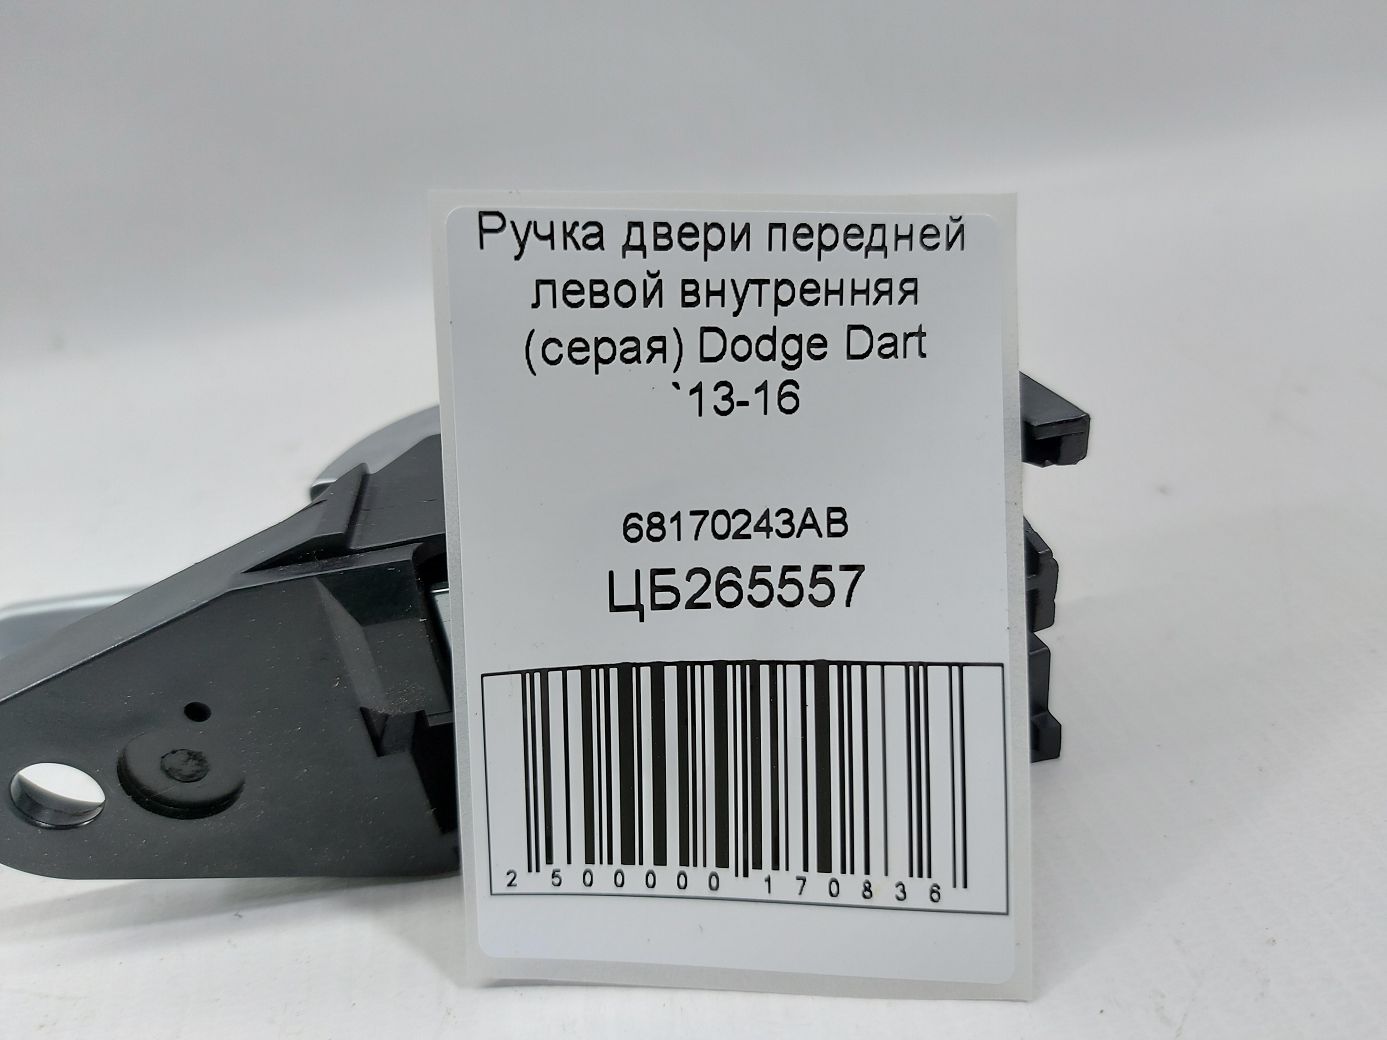 Ручка двери передней
левой внутренняя
(серая) Dodge Dart
`13-16
68170243AB
ЦБ265557
2 500000 170836